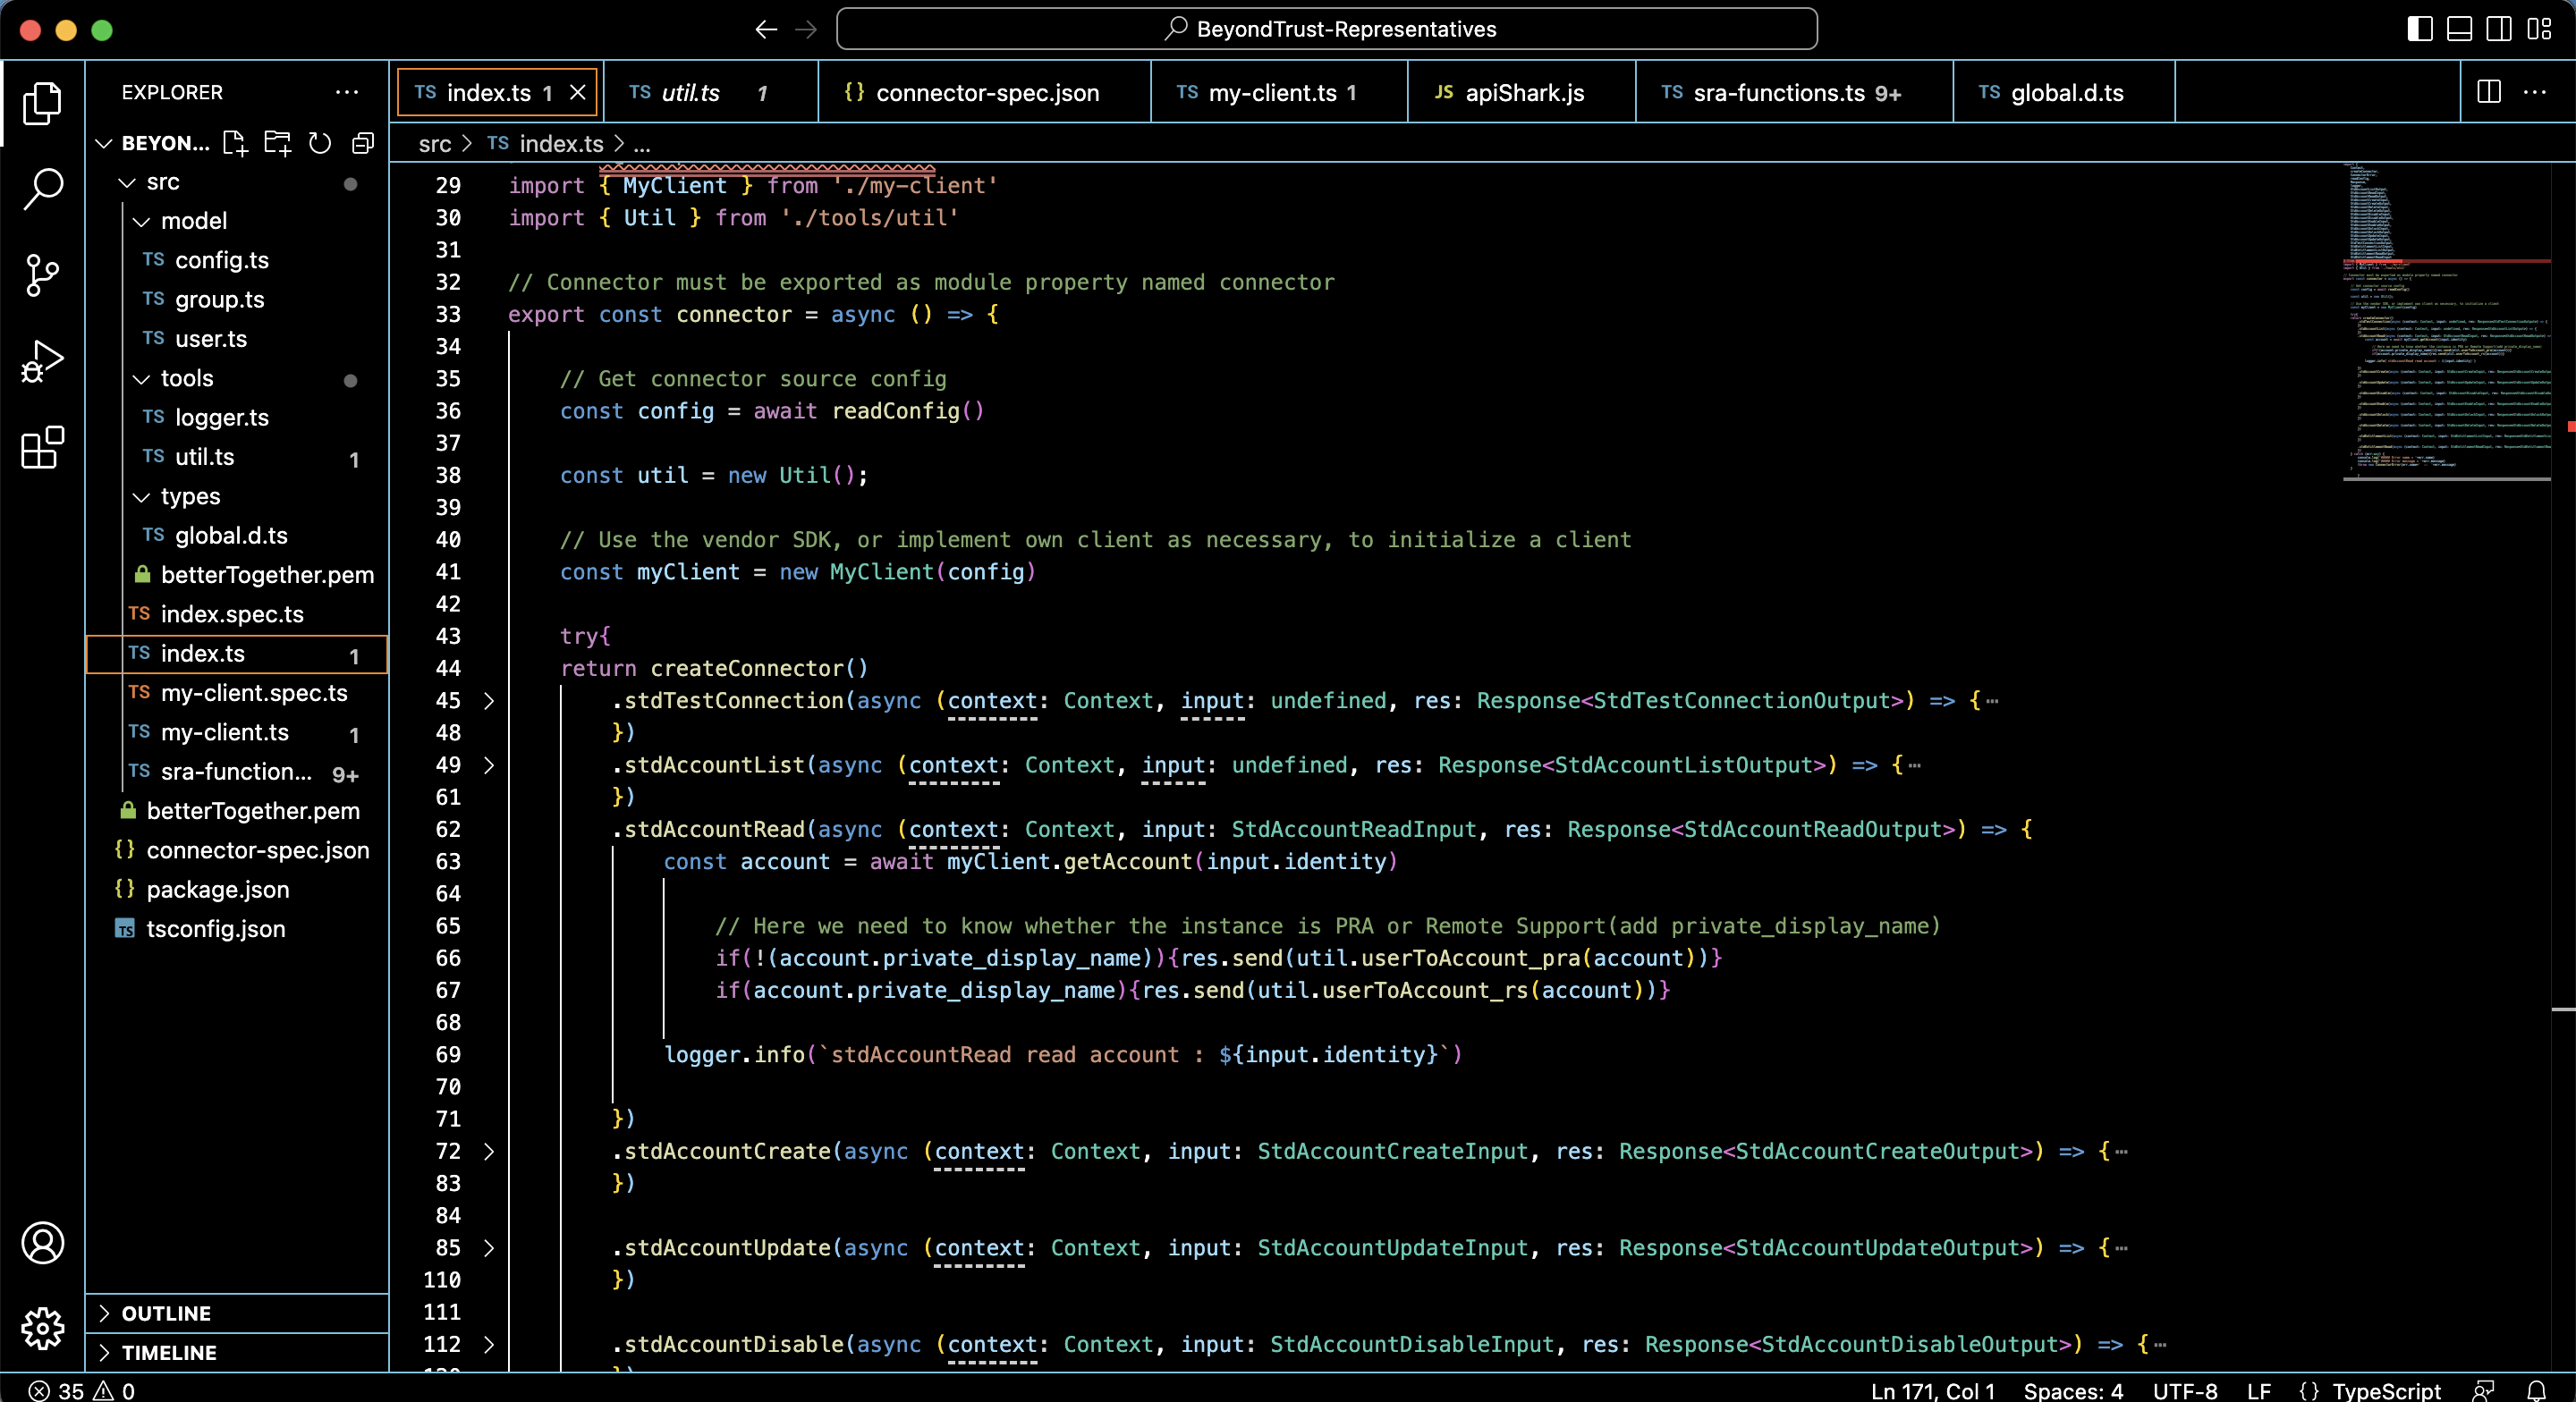 BeyondTrust-Representatives
EXPLORER
BEYON...
src
model
TS config.ts
TS group.ts
TS user.ts
tools
TS logger.ts
TS util.ts 1
types
TS global.d.ts
betterTogether.pem
TS index.spec.ts
TS index.ts 1
TS my-client.spec.ts
TS my-client.ts 1
TS sra-function... 9+
betterTogether.pem
{} connector-spec.json
{} package.json
TS tsconfig.json
OUTLINE
TIMELINE
TS index.ts 1
TS util.ts 1
{} connector-spec.json
TS my-client.ts 1
JS apiShark.js
TS sra-functions.ts 9+
TS global.d.ts
src > TS index.ts > ...
29 import { MyClient } from './my-client'
30 import { Util } from './tools/util'
31
32 // Connector must be exported as module property named connector
33 export const connector = async () => {
34
35 // Get connector source config
36 const config = await readConfig()
37
38 const util = new Util();
39
40 // Use the vendor SDK, or implement own client as necessary, to initialize a client
41 const myClient = new MyClient(config)
42
43 try{
44 return createConnector()
45 .stdTestConnection(async (context: Context, input: undefined, res: Response<StdTestConnectionOutput>) => {⋯
48 })
49 .stdAccountList(async (context: Context, input: undefined, res: Response<StdAccountListOutput>) => {⋯
61 })
62 .stdAccountRead(async (context: Context, input: StdAccountReadInput, res: Response<StdAccountReadOutput>) => {
63 const account = await myClient.getAccount(input.identity)
64
65 // Here we need to know whether the instance is PRA or Remote Support(add private_display_name)
66 if(!(account.private_display_name)){res.send(util.userToAccount_pra(account))}
67 if(account.private_display_name){res.send(util.userToAccount_rs(account))}
68
69 logger.info(`stdAccountRead read account : ${input.identity}`)
70
71 })
72 .stdAccountCreate(async (context: Context, input: StdAccountCreateInput, res: Response<StdAccountCreateOutput>) => {⋯
83 })
84
85 .stdAccountUpdate(async (context: Context, input: StdAccountUpdateInput, res: Response<StdAccountUpdateOutput>) => {⋯
110 })
111
112 .stdAccountDisable(async (context: Context, input: StdAccountDisableInput, res: Response<StdAccountDisableOutput>) => {⋯
35 0
Ln 171, Col 1 Spaces: 4 UTF-8 LF {} TypeScript